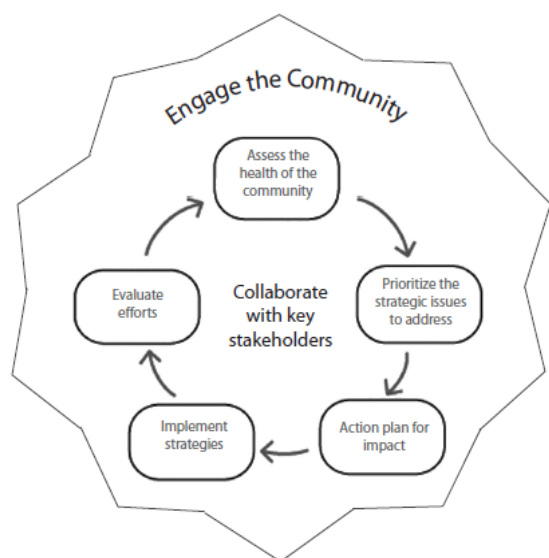 Engage the Community
Assess the
health of the
community
Prioritize the
strategic issues
to address
Action plan for
impact
Implement
strategies
Evaluate
efforts
Collaborate
with key
stakeholders